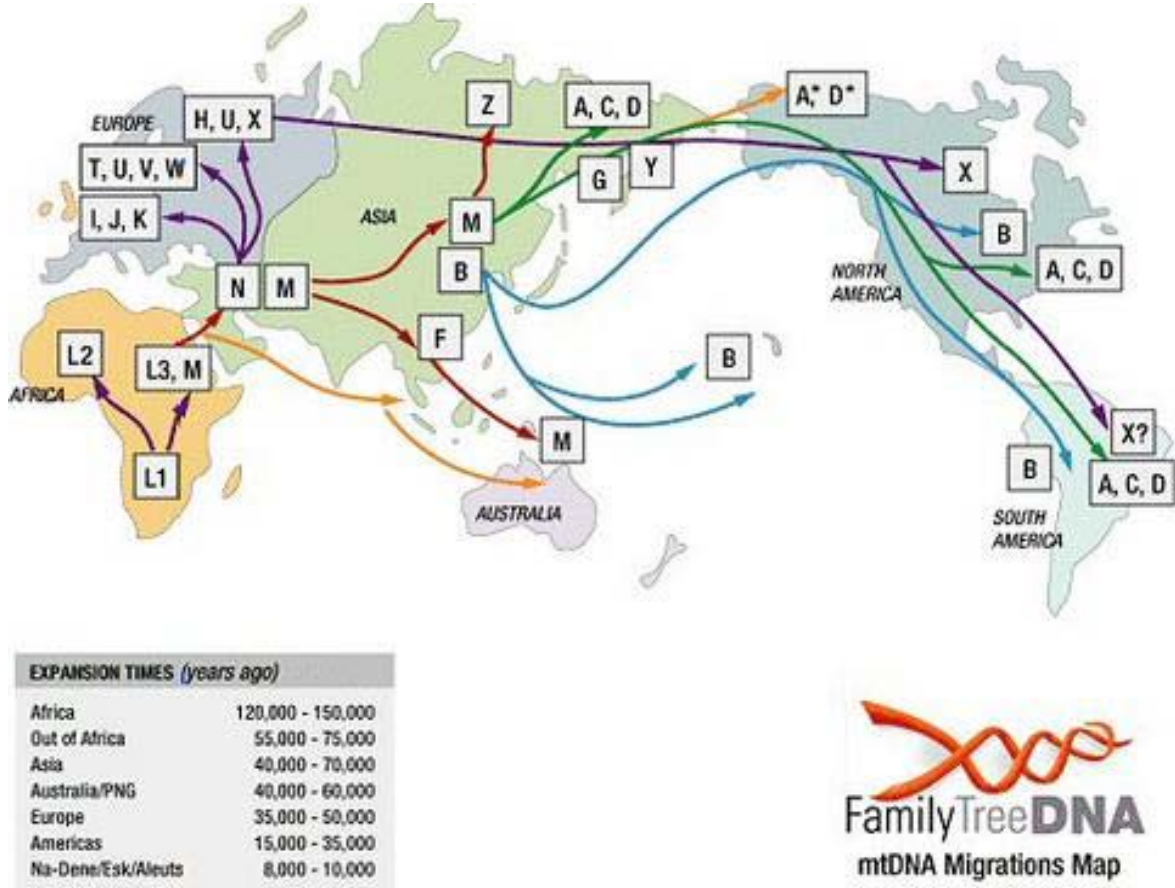 Z
A, C, D
A,* D*
EUROPE
H, U, X
T, U, V, W
G
Y
X
I, J, K
ASIA
M
B
B
N
M
NORTH
AMERICA
A, C, D
F
B
L2
L3, M
AFRICA
M
X?
L1
B
A, C, D
AUSTRALIA
SOUTH
AMERICA
EXPANSION TIMES (years ago)
Africa 120,000 - 150,000
Out of Africa 55,000 - 75,000
Asia 40,000 - 70,000
Australia/PNG 40,000 - 60,000
Europe 35,000 - 50,000
Americas 15,000 - 35,000
Na-Dene/Esk/Aleuts 8,000 - 10,000
FamilyTreeDNA
mtDNA Migrations Map